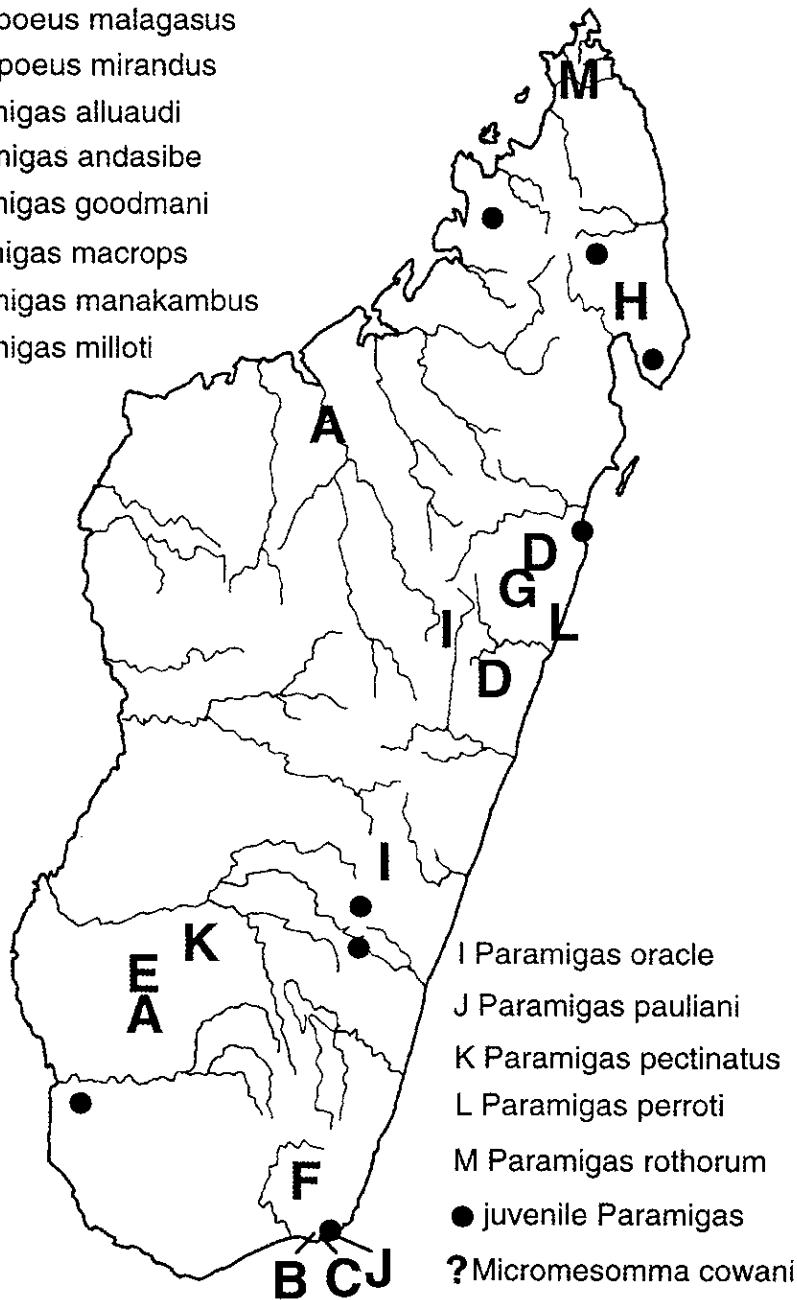 poeus malagasus
poeus mirandus
nigas alluaudi
nigas andasibe
nigas goodmani
nigas macrops
nigas manakambus
nigas milloti
M
H
A
D
G
I L
D
I
K
E
A
F
B C J
I Paramigas oracle
J Paramigas pauliani
K Paramigas pectinatus
L Paramigas perroti
M Paramigas rothorum
● juvenile Paramigas
? Micromesomma cowani